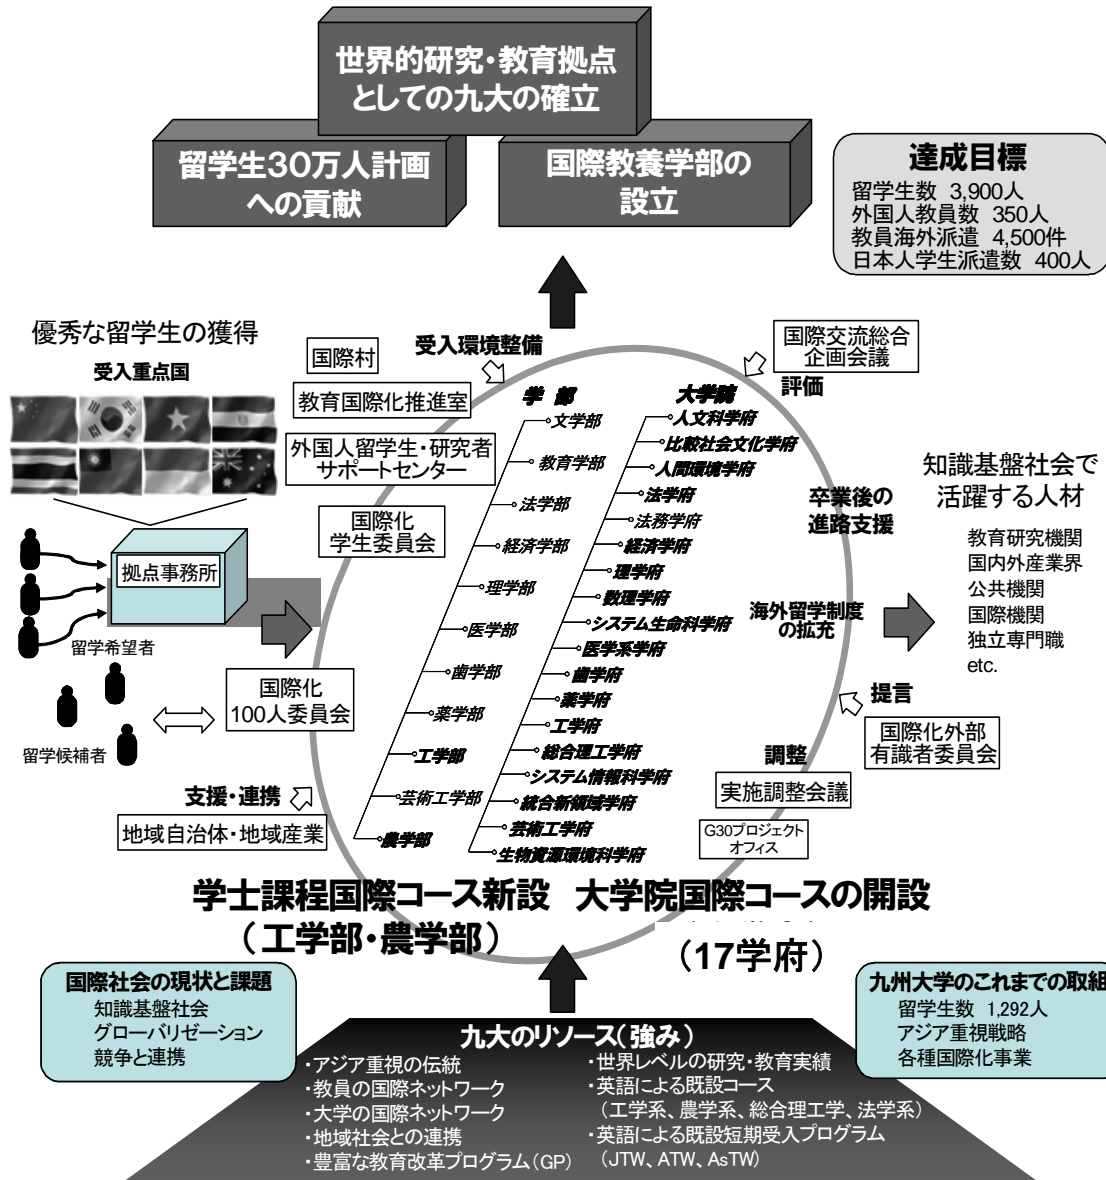 世界的研究・教育拠点
としての九大の確立
留学生30万人計画
への貢献
国際教養学部の
設立
達成目標
留学生数 3,900人
外国人教員数 350人
教員海外派遣 4,500件
日本人学生派遣数 400人
優秀な留学生の獲得
受入重点国
拠点事務所
留学希望者
留学候補者
国際村
受入環境整備
教育国際化推進室
外国人留学生・研究者
サポートセンター
国際化
学生委員会
国際化
100人委員会
支援・連携
地域自治体・地域産業
学 部
文学部
教育学部
法学部
経済学部
理学部
医学部
歯学部
薬学部
工学部
芸術工学部
農学部
大学院
人文科学府
比較社会文化学府
人間環境学府
法学府
法務学府
経済学府
理学府
数理学府
システム生命科学府
医学系学府
歯学府
薬学府
工学府
総合理工学府
システム情報科学府
統合新領域学府
芸術工学府
生物資源環境科学府
国際交流総合
企画会議
評価
卒業後の
進路支援
海外留学制度
の拡充
知識基盤社会で
活躍する人材
教育研究機関
国内外産業界
公共機関
国際機関
独立専門職
etc.
提言
国際化外部
有識者委員会
調整
実施調整会議
G30プロジェクト
オフィス
学士課程国際コース新設
(工学部・農学部)
大学院国際コースの開設
(17学府)
国際社会の現状と課題
知識基盤社会
グローバリゼーション
競争と連携
九州大学のこれまでの取組
留学生数 1,292人
アジア重視戦略
各種国際化事業
九大のリソース(強み)
・アジア重視の伝統
・教員の国際ネットワーク
・大学の国際ネットワーク
・地域社会との連携
・豊富な教育改革プログラム(GP)
・世界レベルの研究・教育実績
・英語による既設コース
(工学系、農学系、総合理工学、法学系)
・英語による既設短期受入プログラム
(JTW、ATW、AsTW)